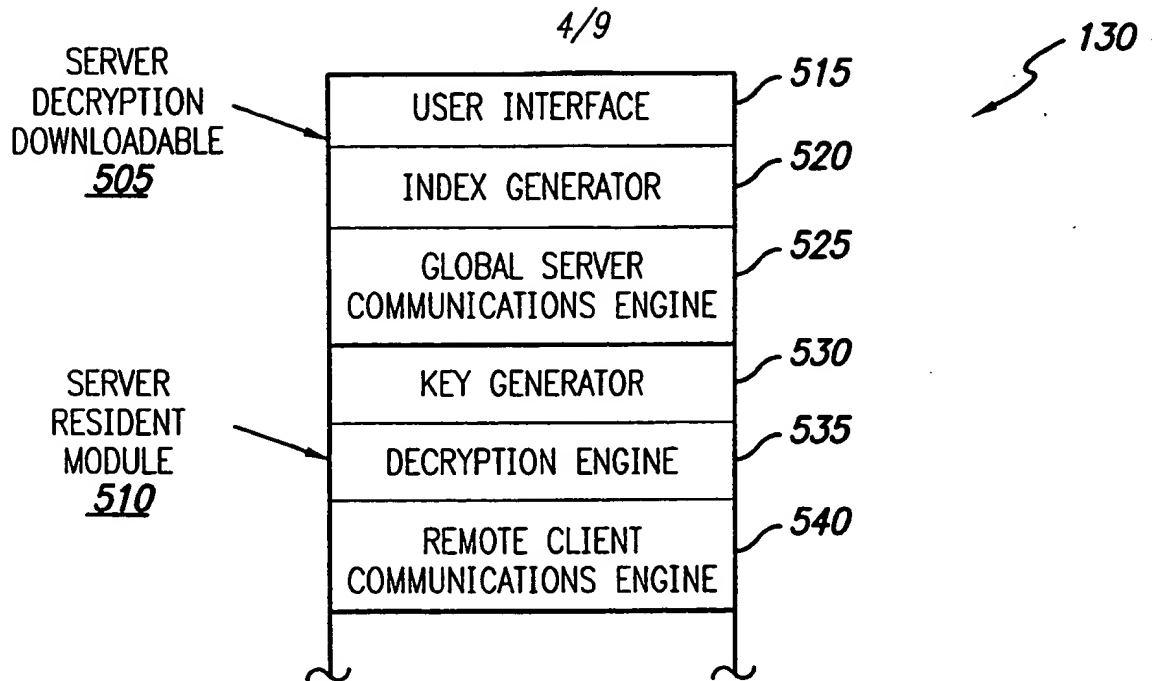 4/9
130
SERVER
DECRYPTION
DOWNLOADABLE
505
USER INTERFACE
515
INDEX GENERATOR
520
GLOBAL SERVER
COMMUNICATIONS ENGINE
525
SERVER
RESIDENT
MODULE
510
KEY GENERATOR
530
DECRYPTION ENGINE
535
REMOTE CLIENT
COMMUNICATIONS ENGINE
540